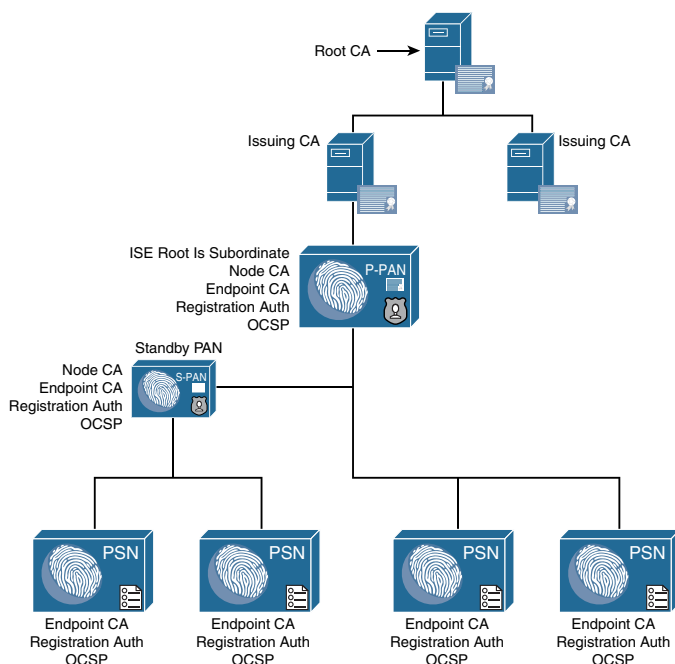 Root CA
Issuing CA
Issuing CA
ISE Root Is Subordinate
Node CA
Endpoint CA
Registration Auth
OCSP
P-PAN
Standby PAN
Node CA
Endpoint CA
Registration Auth
OCSP
S-PAN
PSN
PSN
PSN
PSN
Endpoint CA
Registration Auth
OCSP
Endpoint CA
Registration Auth
OCSP
Endpoint CA
Registration Auth
OCSP
Endpoint CA
Registration Auth
OCSP